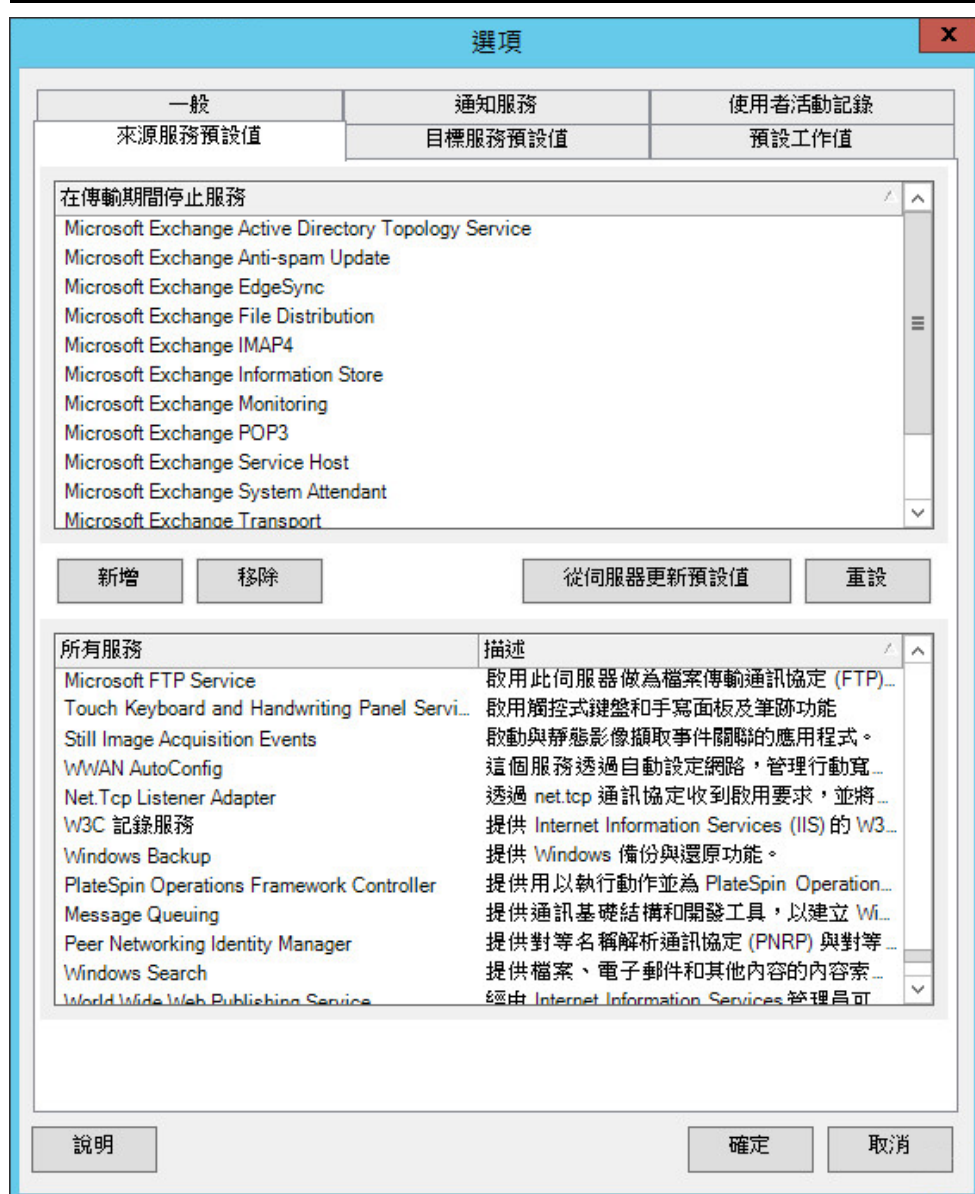 選項
x
一般 通知服務 使用者活動記錄
來源服務預設值 目標服務預設值 預設工作值
在傳輸期間停止服務
Microsoft Exchange Active Directory Topology Service
Microsoft Exchange Anti-spam Update
Microsoft Exchange EdgeSync
Microsoft Exchange File Distribution
Microsoft Exchange IMAP4
Microsoft Exchange Information Store
Microsoft Exchange Monitoring
Microsoft Exchange POP3
Microsoft Exchange Service Host
Microsoft Exchange System Attendant
Microsoft Exchange Transport
新增 移除 從伺服器更新預設值 重設
所有服務 描述
Microsoft FTP Service 啟用此伺服器做為檔案傳輸通訊協定 (FTP)...
Touch Keyboard and Handwriting Panel Servi... 啟用觸控式鍵盤和手寫面板及筆跡功能
Still Image Acquisition Events 啟動與靜態影像擷取事件關聯的應用程式。
WWAN AutoConfig 這個服務透過自動設定網路，管理行動寬...
Net.Tcp Listener Adapter 透過 net.tcp 通訊協定收到啟用要求，並將...
W3C 記錄服務 提供 Internet Information Services (IIS) 的 W3...
Windows Backup 提供 Windows 備份與還原功能。
PlateSpin Operations Framework Controller 提供用以執行動作並為 PlateSpin Operation...
Message Queuing 提供通訊基礎結構和開發工具，以建立 Wi...
Peer Networking Identity Manager 提供對等名稱解析通訊協定 (PNRP) 與對等 ...
Windows Search 提供檔案、電子郵件和其他內容的內容索...
World Wide Web Publishing Service 經由 Internet Information Services 管理員可
說明 確定 取消